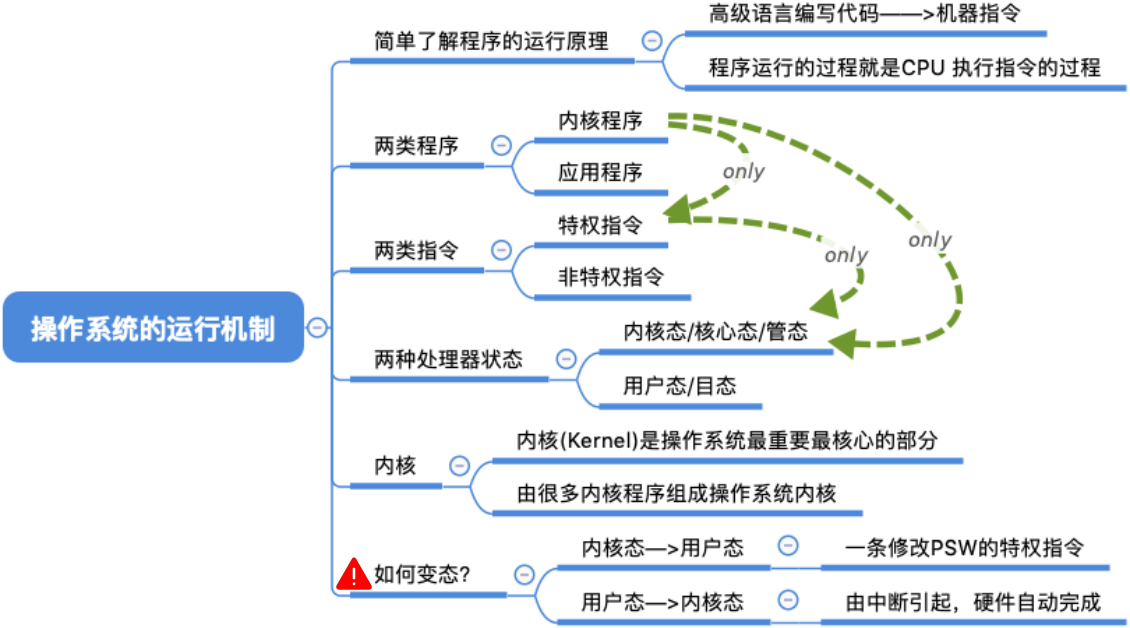 操作系统的运行机制
简单了解程序的运行原理
高级语言编写代码——>机器指令
程序运行的过程就是CPU 执行指令的过程
两类程序
内核程序
应用程序
only
两类指令
特权指令
非特权指令
only
only
两种处理器状态
内核态/核心态/管态
用户态/目态
内核
内核(Kernel)是操作系统最重要最核心的部分
由很多内核程序组成操作系统内核
如何变态?
内核态—>用户态
一条修改PSW的特权指令
用户态—>内核态
由中断引起，硬件自动完成